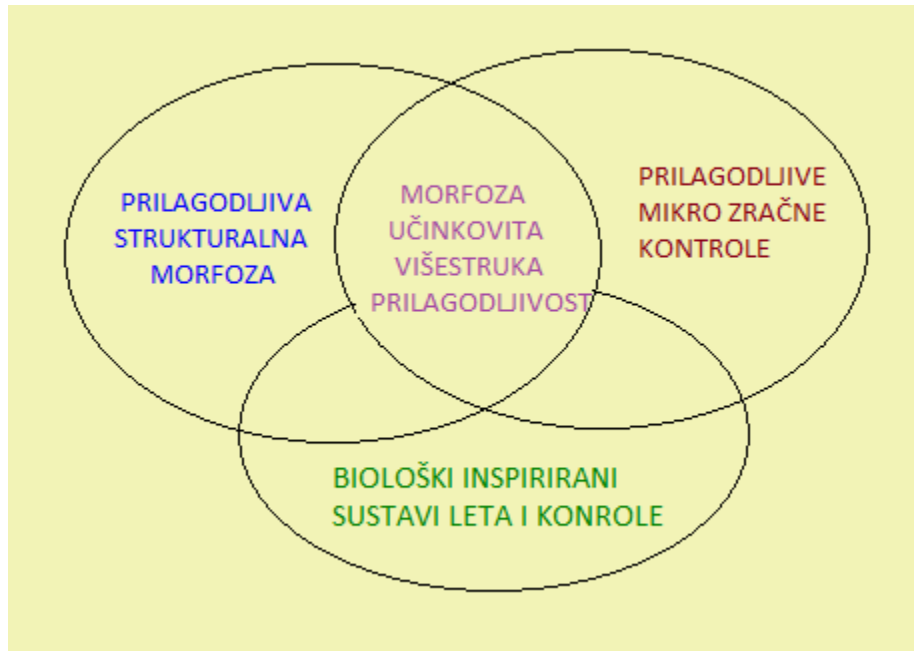 PRILAGODLJIVA
STRUKTURALNA
MORFOZA
MORFOZA
UČINKOVITA
VIŠESTRUKA
PRILAGODLJIVOST
PRILAGODLJIVE
MIKRO ZRAČNE
KONTROLE
BIOLOŠKI INSPIRIRANI
SUSTAVI LETA I KONROLE